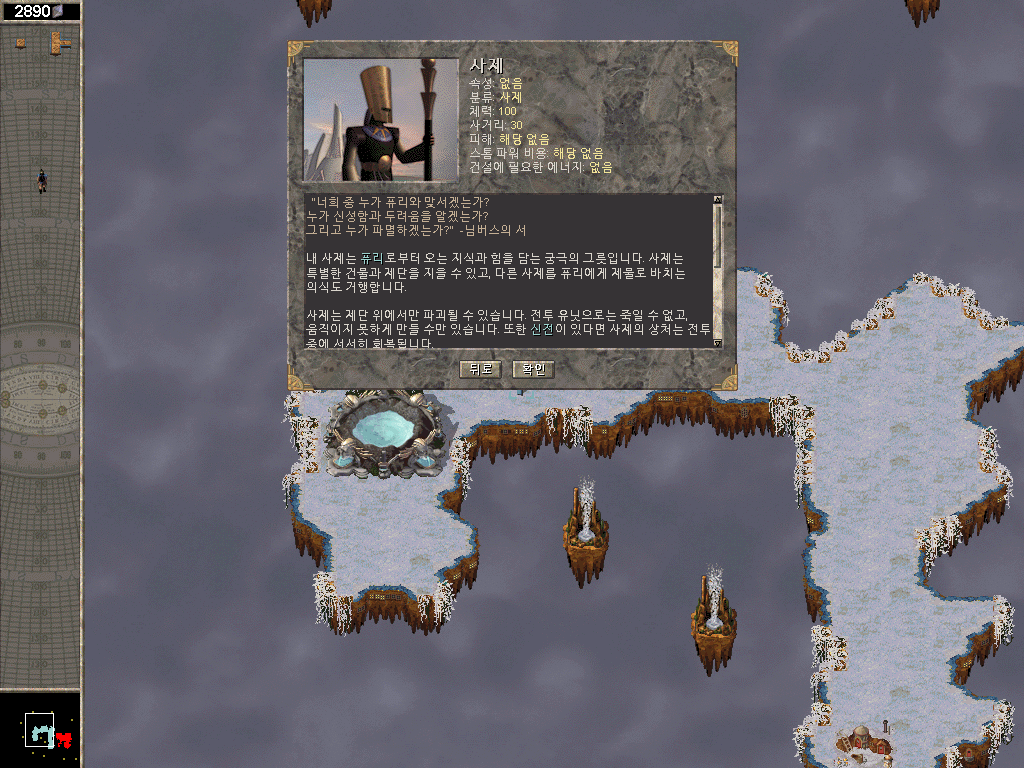 2890
사제
속성: 없음
분류: 사제
체력: 100
사거리: 30
피해: 해당 없음
스톰 파워 비용: 해당 없음
건설에 필요한 에너지: 없음
"너희 중 누가 퓨리와 맞서겠는가?
누가 신성함과 두려움을 알겠는가?
그리고 누가 파멸하겠는가?" -님버스의 서
내 사제는 퓨리로부터 오는 지식과 힘을 담는 궁극의 그릇입니다. 사제는
특별한 건물과 제단을 지을 수 있고, 다른 사제를 퓨리에게 제물로 바치는
의식도 거행합니다.
사제는 제단 위에서만 파괴될 수 있습니다. 전투 유닛으로는 죽일 수 없고,
움직이지 못하게 만들 수만 있습니다. 또한 신전이 있다면 사제의 상처는 전투
중에 서서히 회복됩니다.
뒤로
확인